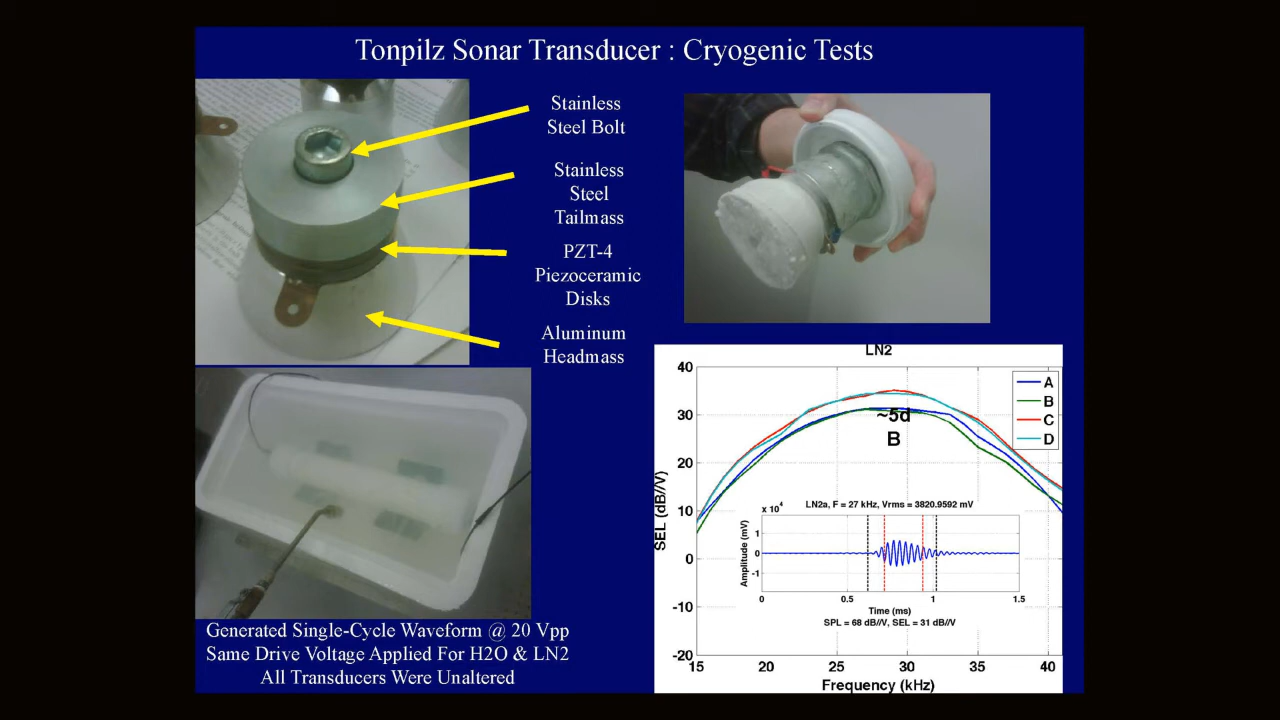 Tonpilz Sonar Transducer : Cryogenic Tests
Stainless
Steel Bolt
Stainless
Steel
Tailmass
PZT-4
Piezoceramic
Disks
Aluminum
Headmass
Generated Single-Cycle Waveform @ 20 Vpp
Same Drive Voltage Applied For H2O & LN2
All Transducers Were Unaltered
LN2
40
30
20
10
0
-10
-20
SEL (dB//V)
A
B
C
D
~5d
B
LN2a, F = 27 kHz, Vrms = 3820.9592 mV
x 10⁴
1
0
-1
Amplitude (mV)
0 0.5 1 1.5
Time (ms)
SPL = 68 dB//V, SEL = 31 dB//V
15 20 25 30 35 40
Frequency (kHz)